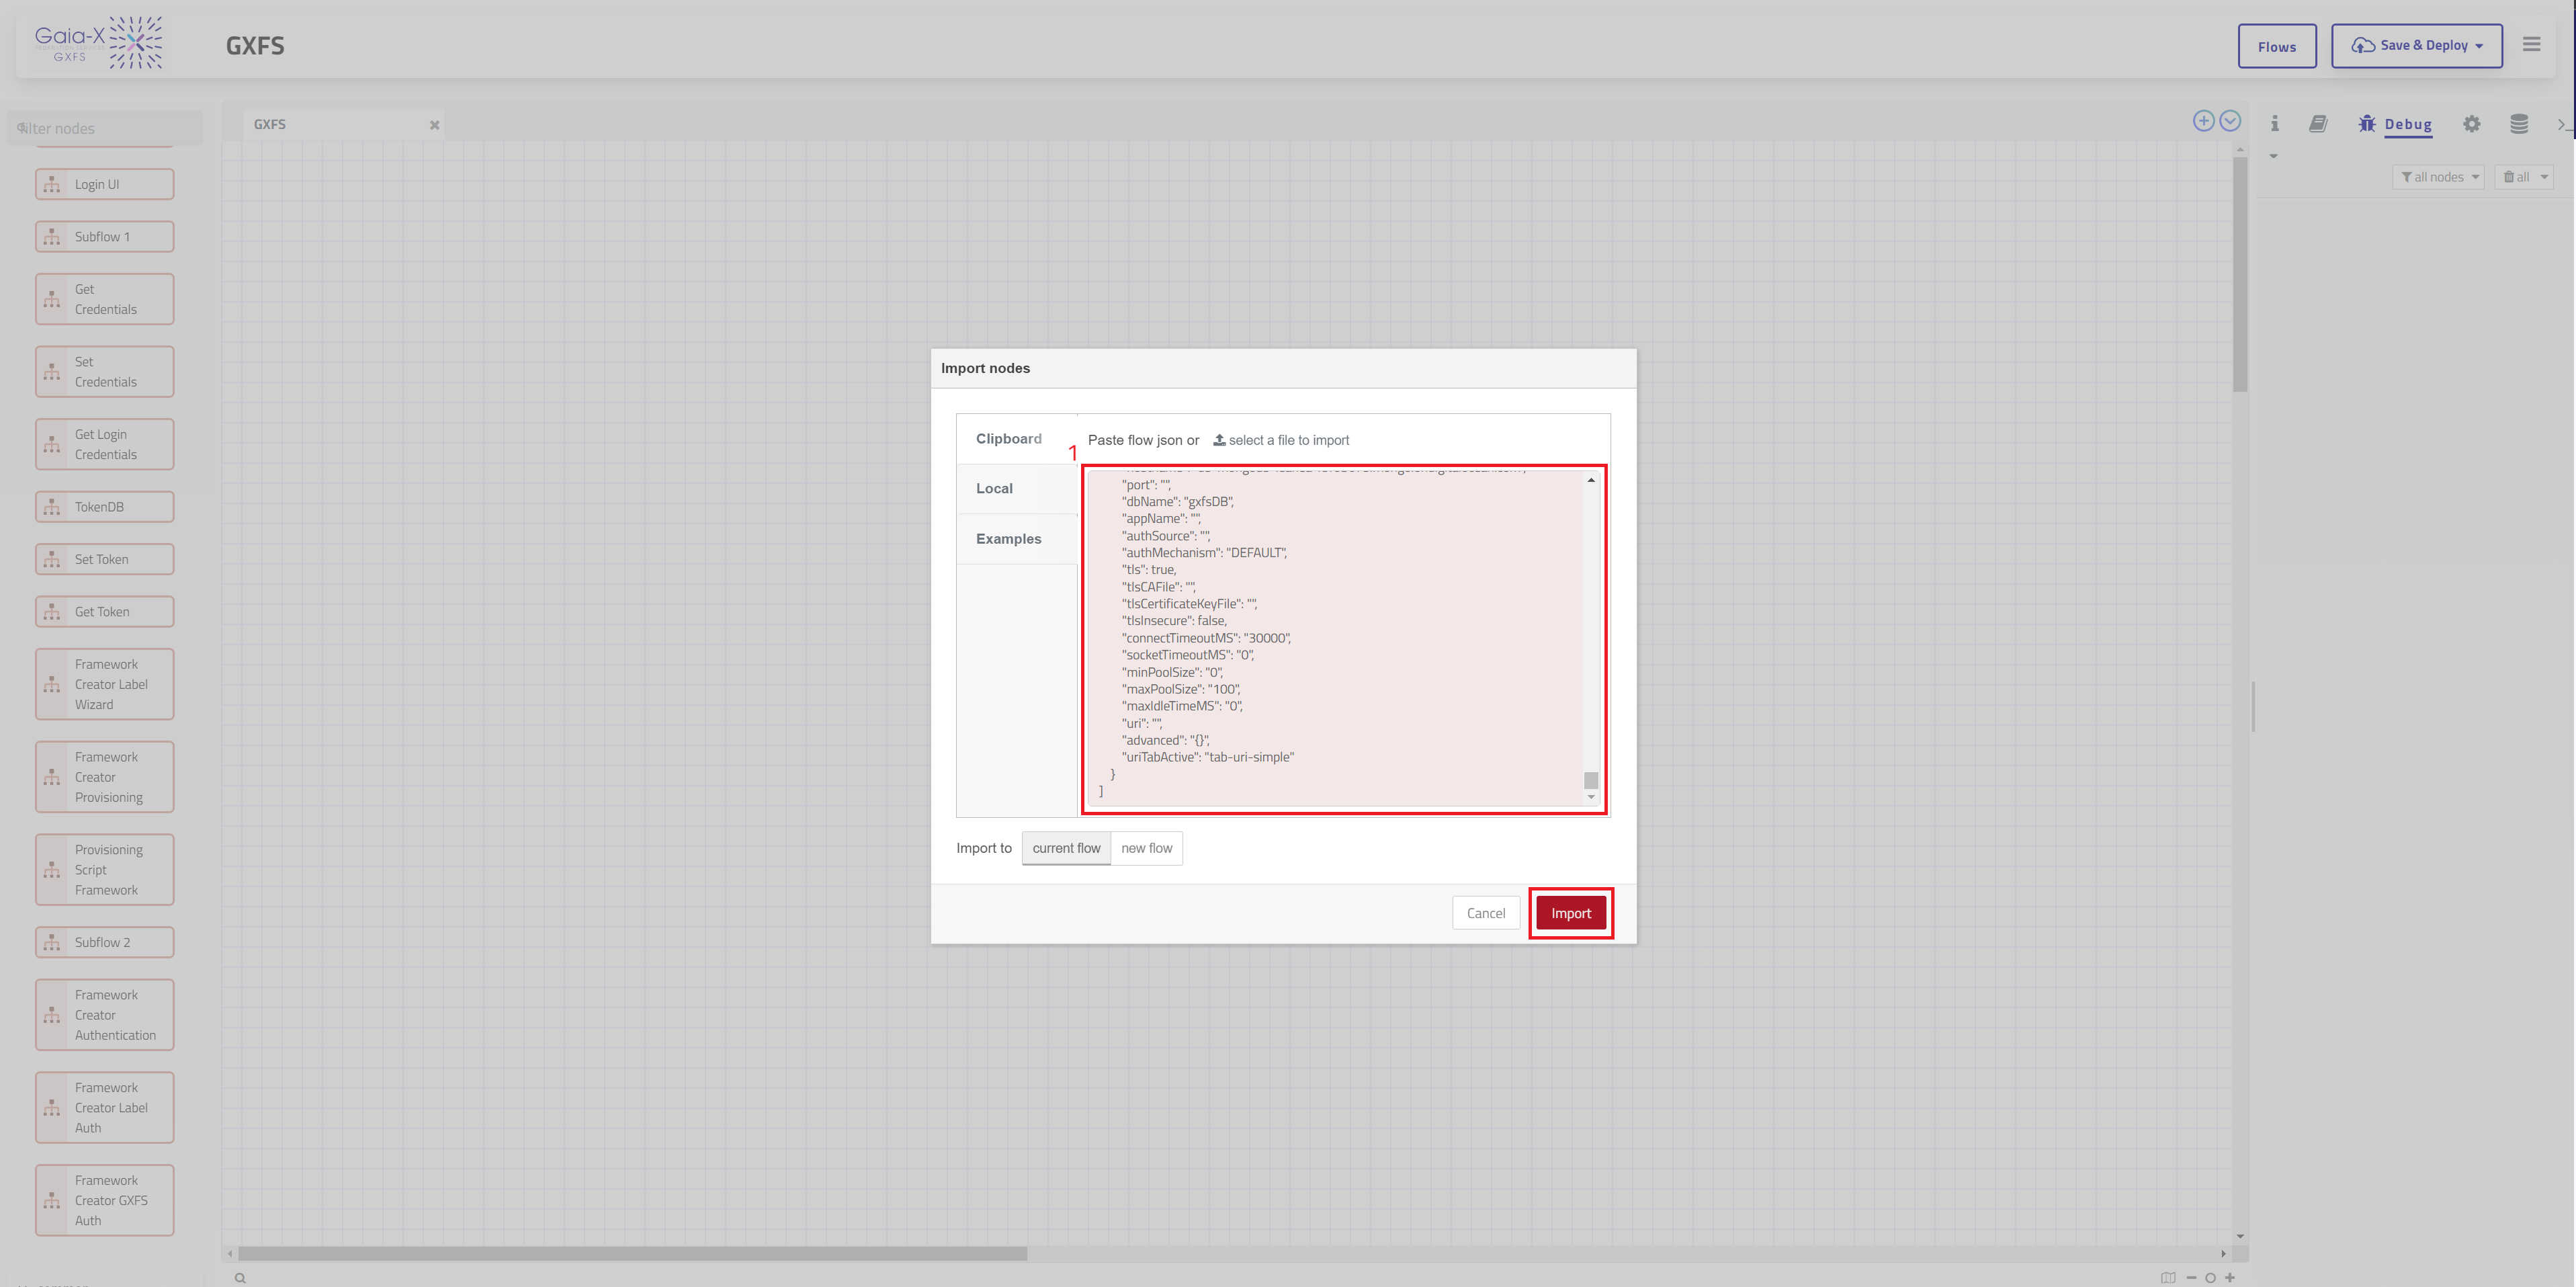 Gaia-X
GXFS
GXFS
Flows
Save & Deploy
filter nodes
GXFS
Debug
all nodes
all
Login UI
Subflow 1
Get
Credentials
Set
Credentials
Get Login
Credentials
TokenDB
Set Token
Get Token
Framework
Creator Label
Wizard
Framework
Creator
Provisioning
Provisioning
Script
Framework
Subflow 2
Framework
Creator
Authentication
Framework
Creator Label
Auth
Framework
Creator GXFS
Auth
Import nodes
Clipboard
Local
Examples
1
Paste flow json or select a file to import
"port": "",
"dbName": "gxfsDB",
"appName": "",
"authSource": "",
"authMechanism": "DEFAULT",
"tls": true,
"tlsCAFile": "",
"tlsCertificateKeyFile": "",
"tlsInsecure": false,
"connectTimeoutMS": "30000",
"socketTimeoutMS": "0",
"minPoolSize": "0",
"maxPoolSize": "100",
"maxIdleTimeMS": "0",
"uri": "",
"advanced": "{}",
"uriTabActive": "tab-uri-simple"
}
]
Import to current flow new flow
Cancel
Import